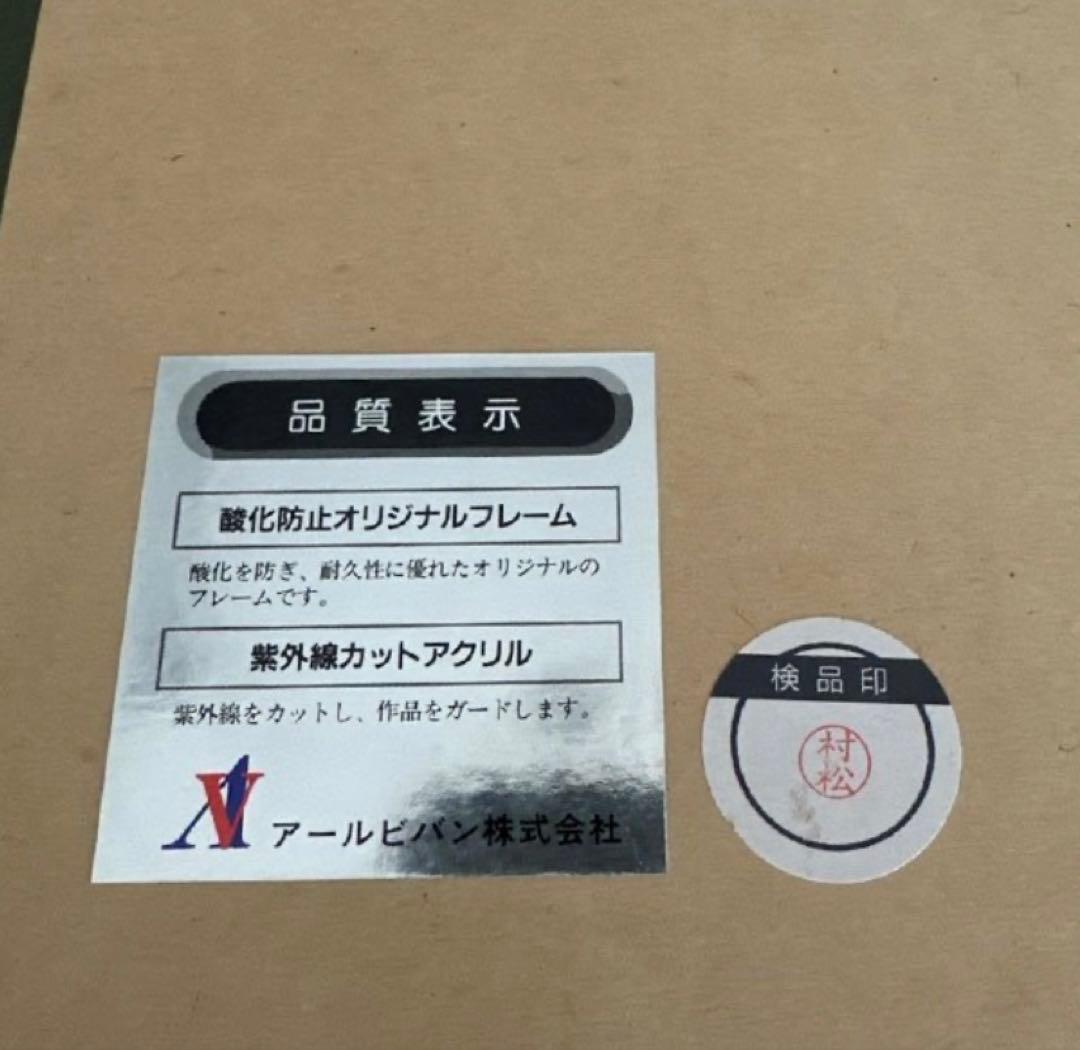 品質表示
酸化防止オリジナルフレーム
酸化を防ぎ、耐久性に優れたオリジナルの
フレームです。
紫外線カットアクリル
紫外線をカットし、作品をガードします。
AV アールビバン株式会社
検品印
村松